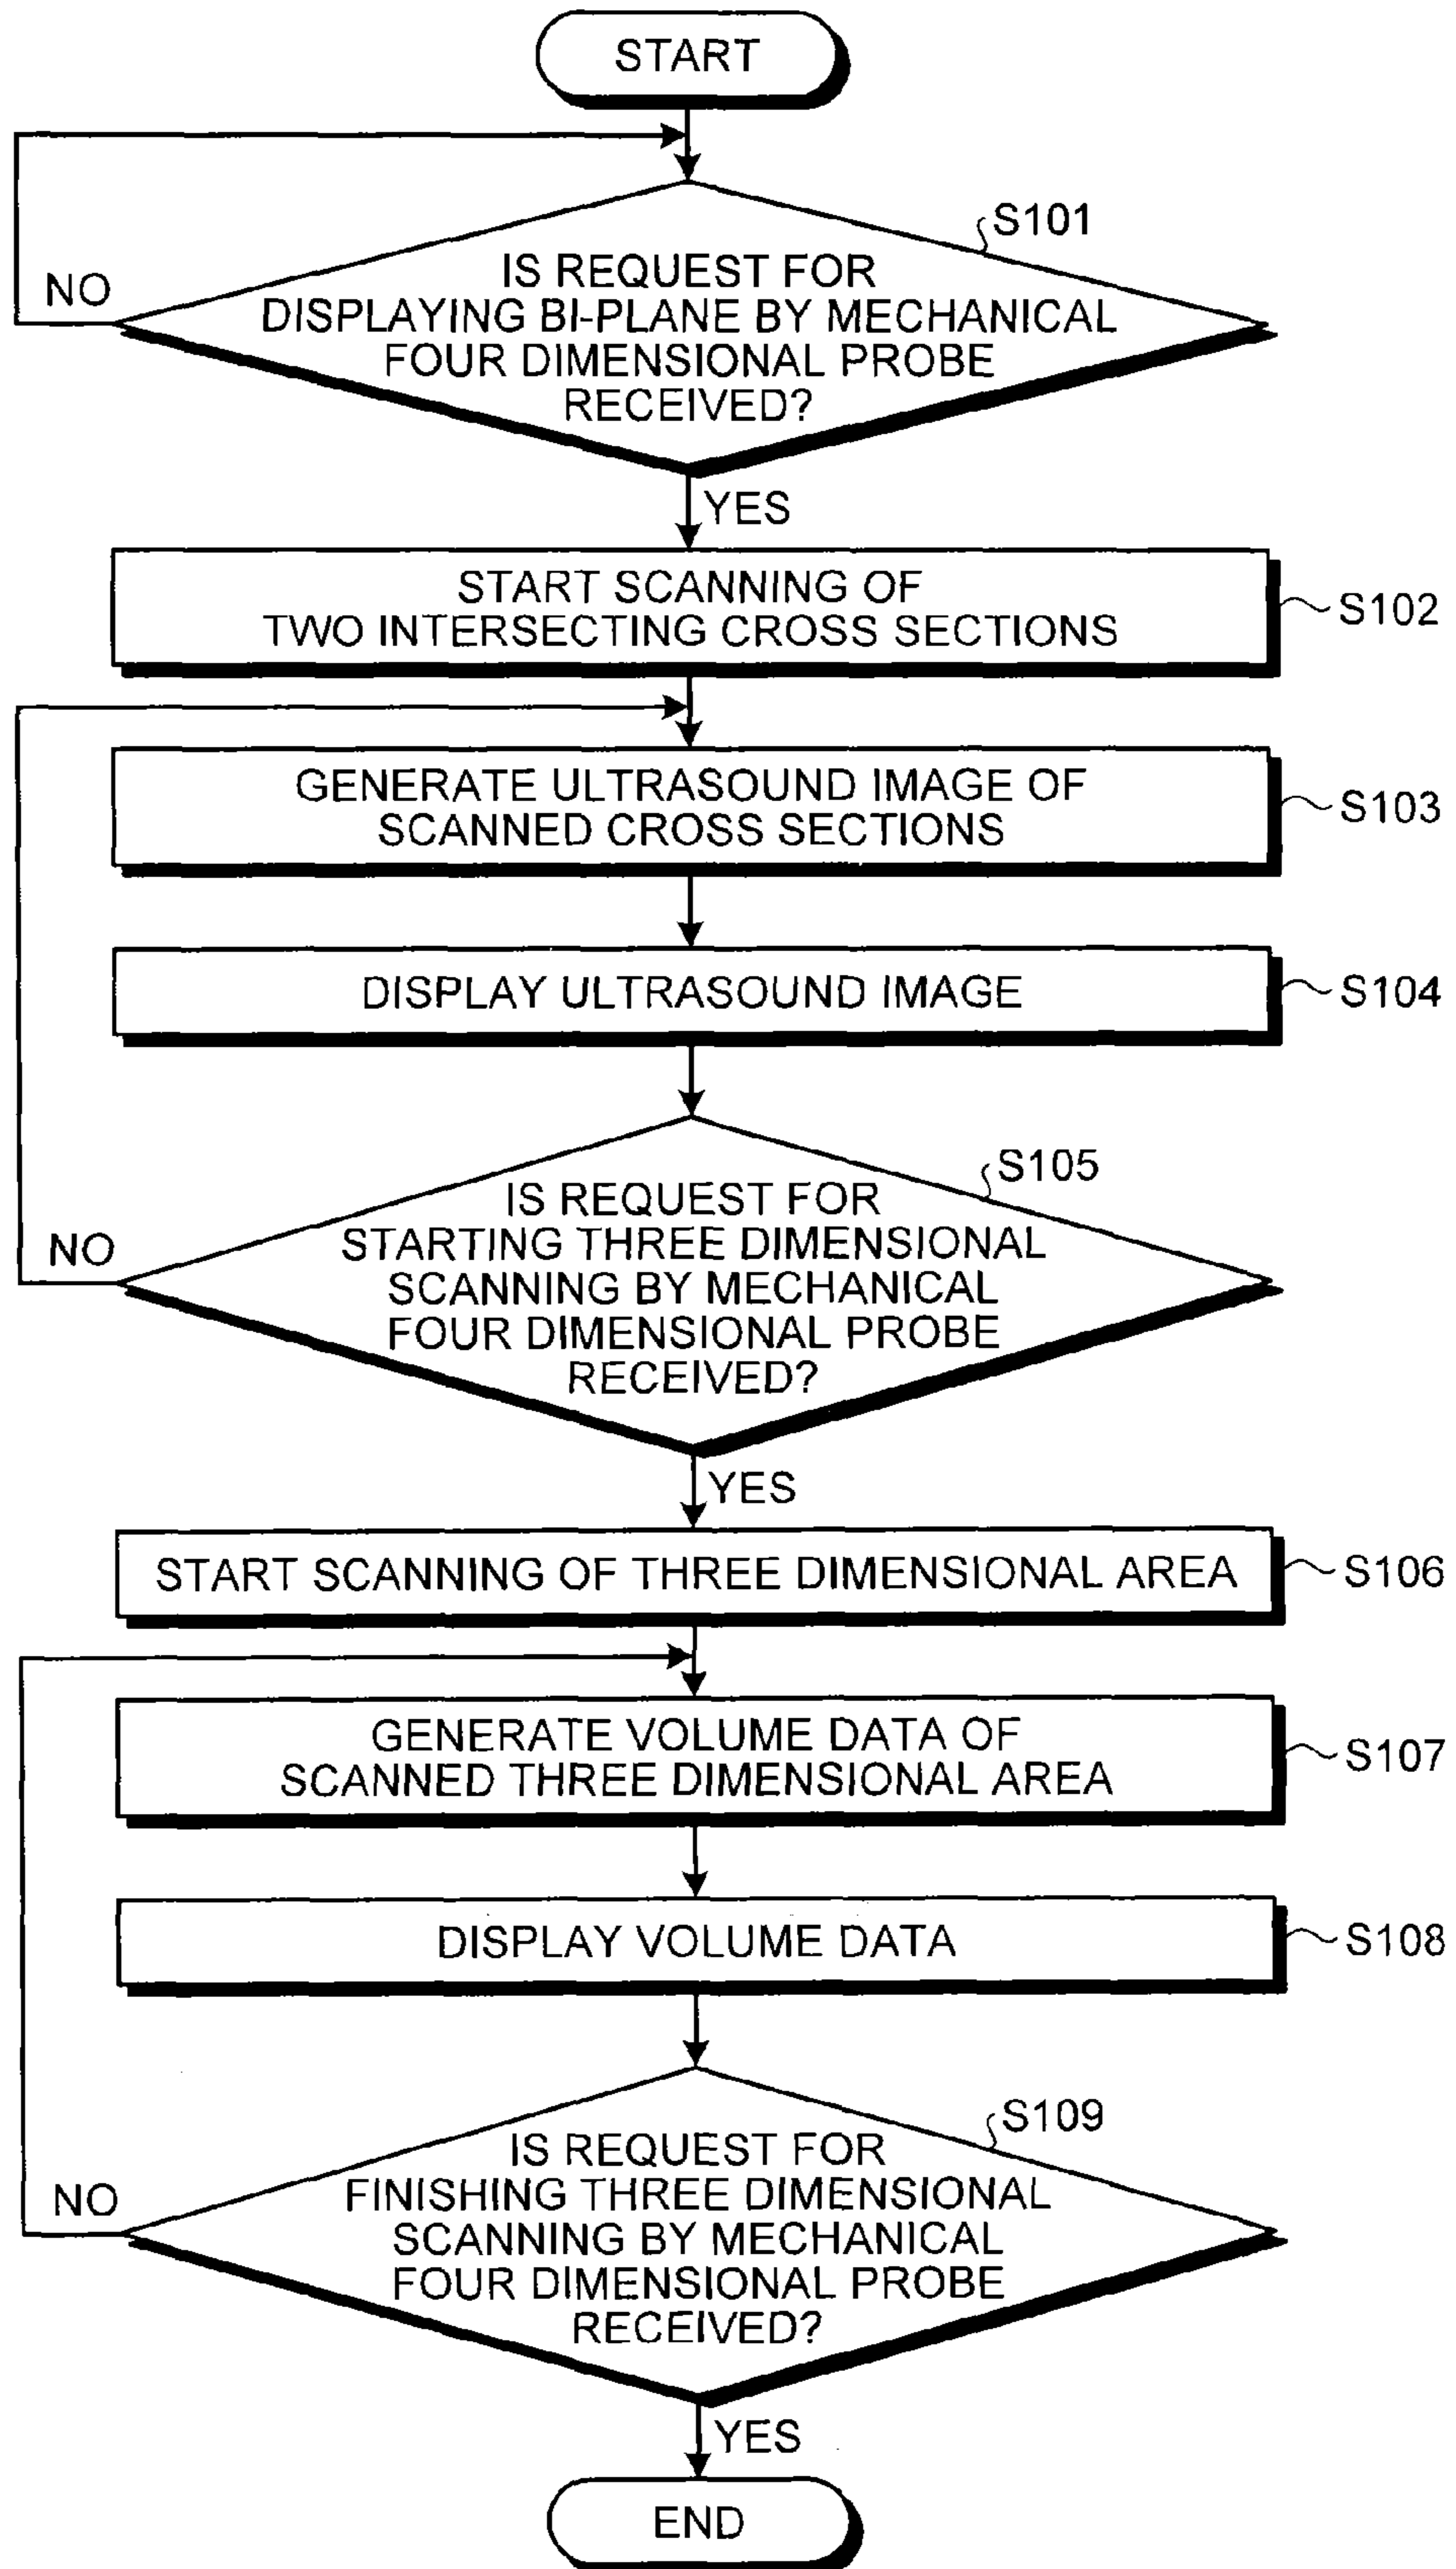 START
S101
IS REQUEST FOR
DISPLAYING BI-PLANE BY MECHANICAL
FOUR DIMENSIONAL PROBE
RECEIVED?
NO
YES
START SCANNING OF
TWO INTERSECTING CROSS SECTIONS
S102
GENERATE ULTRASOUND IMAGE OF
SCANNED CROSS SECTIONS
S103
DISPLAY ULTRASOUND IMAGE
S104
S105
IS REQUEST FOR
STARTING THREE DIMENSIONAL
SCANNING BY MECHANICAL
FOUR DIMENSIONAL PROBE
RECEIVED?
NO
YES
START SCANNING OF THREE DIMENSIONAL AREA
S106
GENERATE VOLUME DATA OF
SCANNED THREE DIMENSIONAL AREA
S107
DISPLAY VOLUME DATA
S108
S109
IS REQUEST FOR
FINISHING THREE DIMENSIONAL
SCANNING BY MECHANICAL
FOUR DIMENSIONAL PROBE
RECEIVED?
NO
YES
END